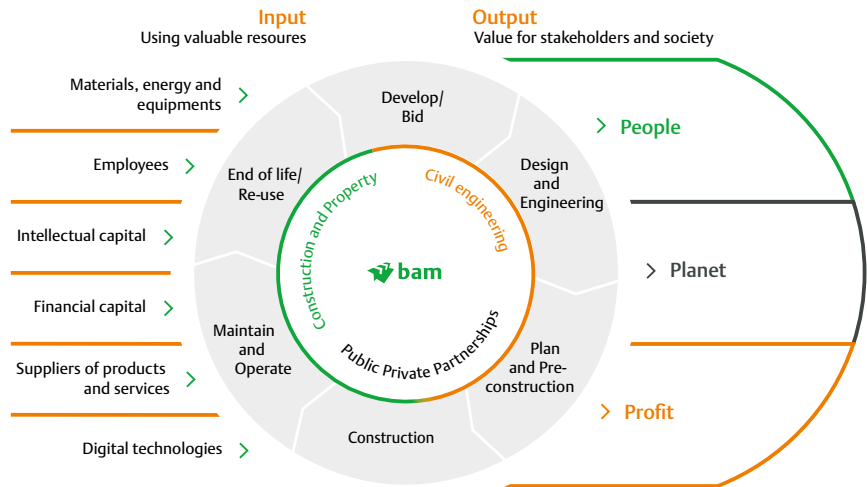 Input
Using valuable resoures
Materials, energy and
equipments
Employees
Intellectual capital
Financial capital
Suppliers of products
and services
Digital technologies
Develop/
Bid
Design
and
Engineering
Plan
and Pre-
construction
Construction
Maintain
and
Operate
End of life/
Re-use
Construction and Property
Civil engineering
Public Private Partnerships
bam
Output
Value for stakeholders and society
People
Planet
Profit